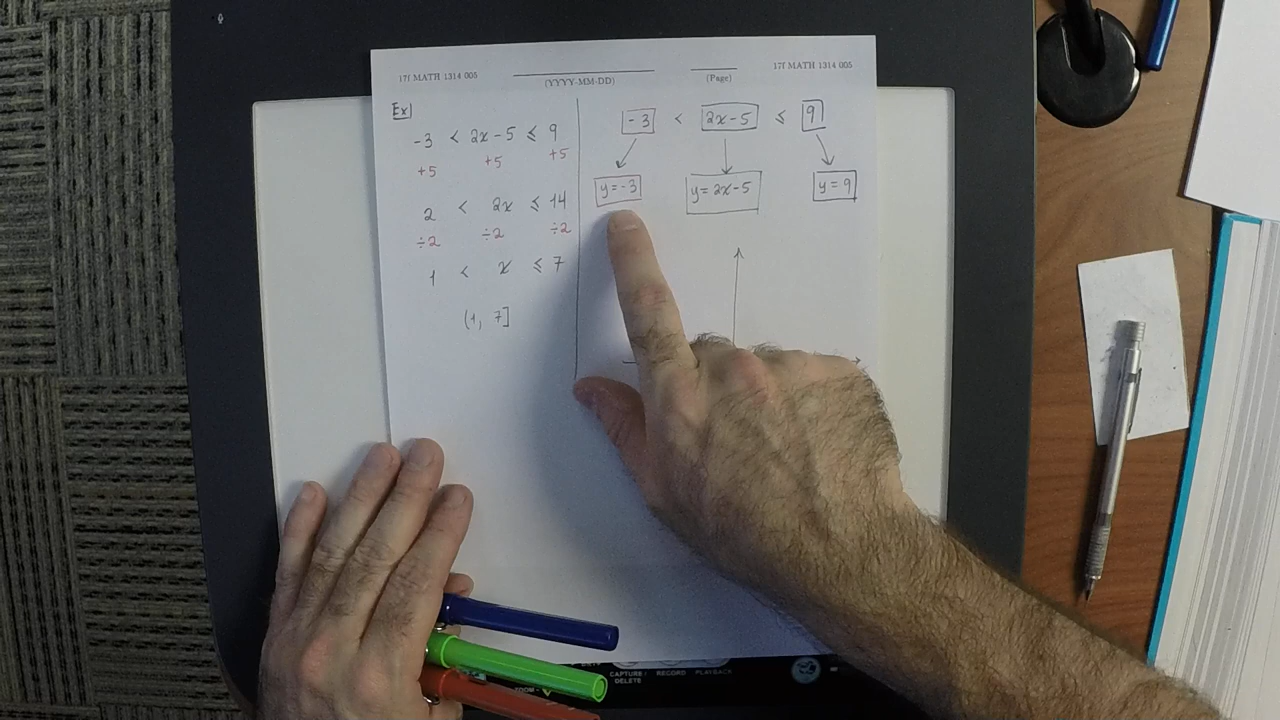 17f MATH 1314 005
(YYYY-MM-DD)
(Page)
17f MATH 1314 005
Ex1
-3 < 2x-5 ⩽ 9
+5 +5 +5
2 < 2x ⩽ 14
÷2 ÷2 ÷2
1 < x ⩽ 7
(1, 7]
-3 < 2x-5 ⩽ 9
y=-3 y=2x-5 y=9
CAPTURE/ DELETE
RECORD
PLAYBACK
ZOOM -